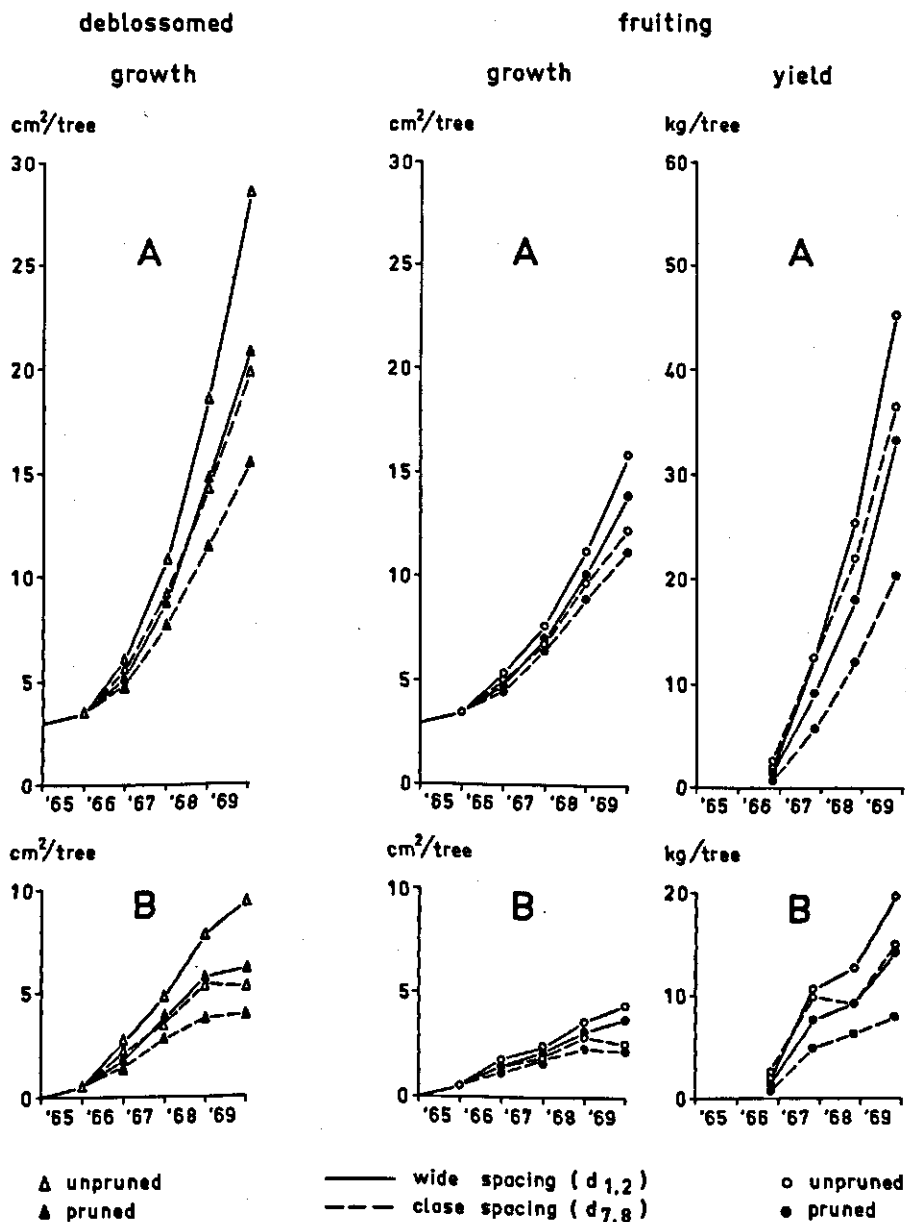 deblossomed
fruiting
growth
growth
yield
cm²/tree
cm²/tree
kg/tree
30
25
20
15
10
5
0
A
'65 '66 '67 '68 '69
30
25
20
15
10
5
0
A
'65 '66 '67 '68 '69
60
50
40
30
20
10
0
A
'65 '66 '67 '68 '69
cm²/tree
cm²/tree
kg/tree
10
5
0
B
'65 '66 '67 '68 '69
10
5
0
B
'65 '66 '67 '68 '69
20
10
0
B
'65 '66 '67 '68 '69
unpruned
pruned
wide spacing (d1,2)
close spacing (d7,8)
unpruned
pruned